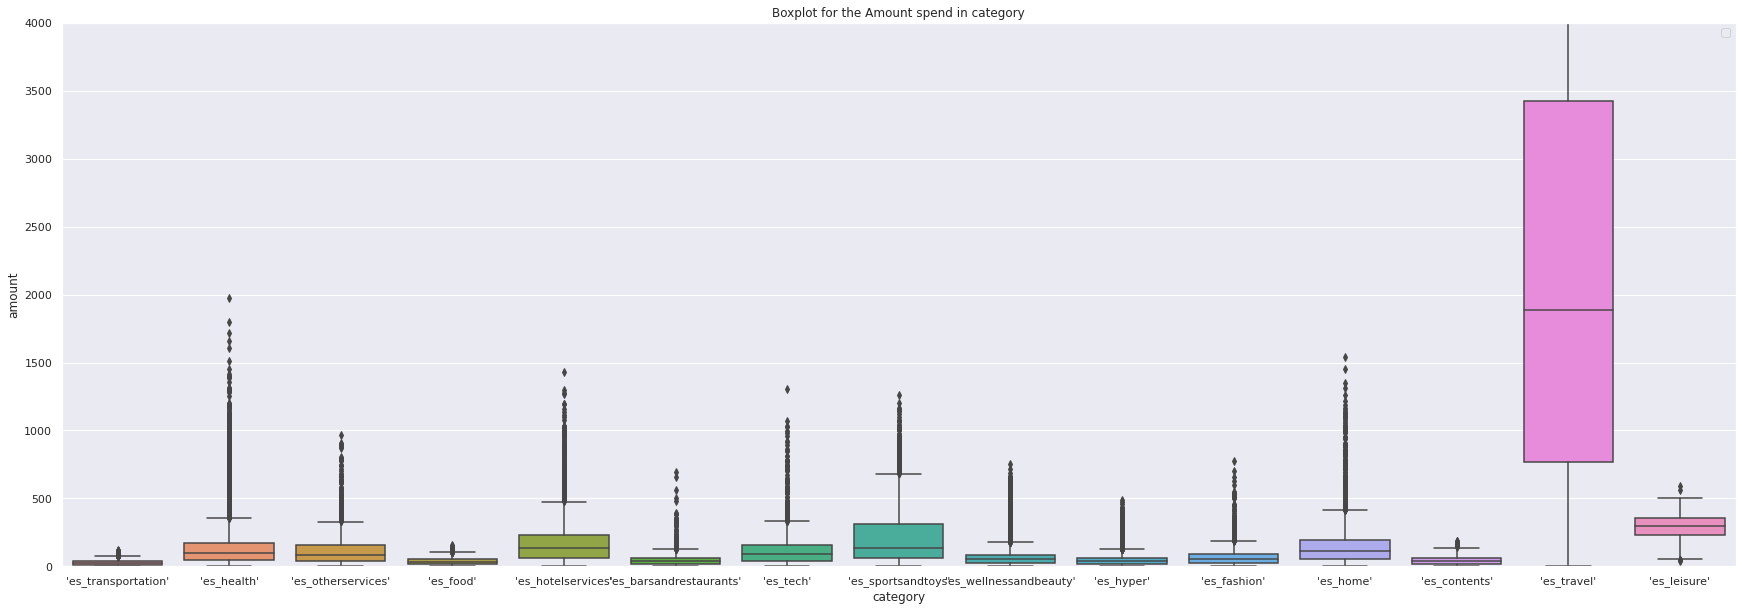 Boxplot for the Amount spend in category
4000
3500
3000
2500
2000
1500
1000
500
0
amount
'es_transportation' 'es_health' 'es_otherservices' 'es_food' 'es_hotelservices' 'es_barsandrestaurants' 'es_tech' 'es_sportsandtoys' 'es_wellnessandbeauty' 'es_hyper' 'es_fashion' 'es_home' 'es_contents' 'es_travel' 'es_leisure'
category